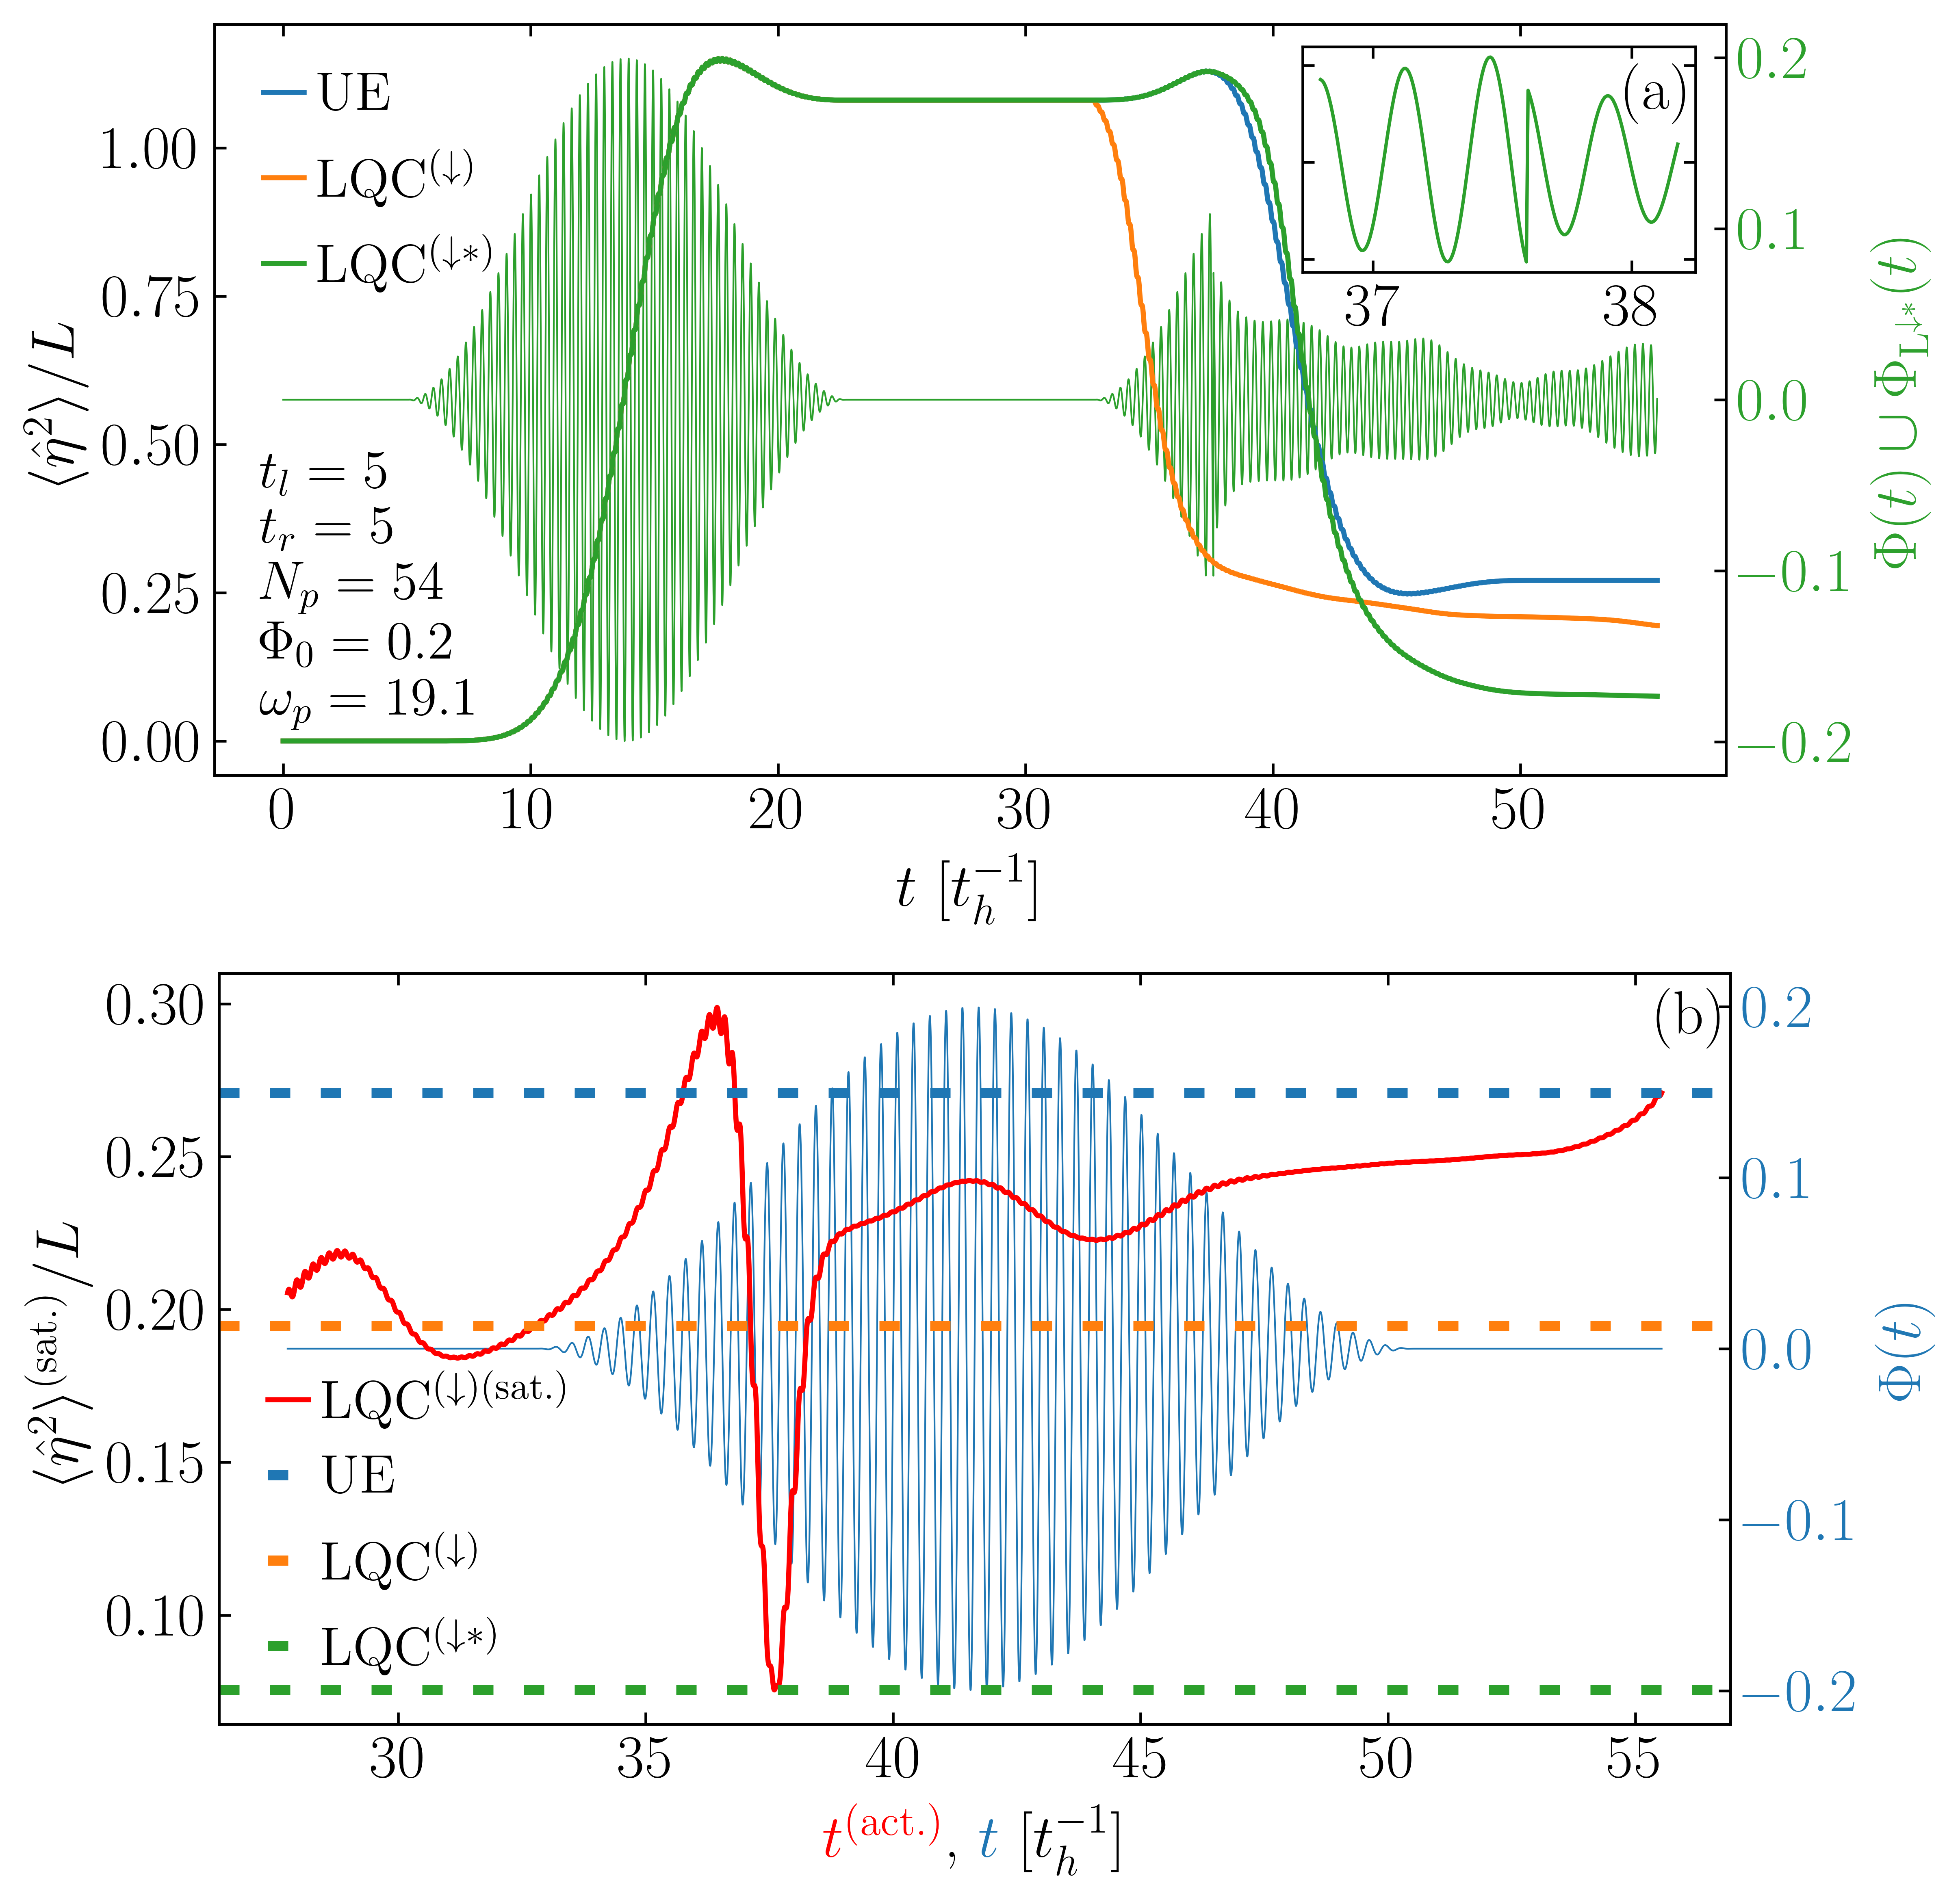 (a)
UE
LQC^(↓)
LQC^(↓*)
t_l = 5
t_r = 5
N_p = 54
Φ_0 = 0.2
ω_p = 19.1
37 38
1.00
0.75
0.50
0.25
0.00
⟨η̂²⟩/L
0.2
0.1
0.0
−0.1
−0.2
Φ(t) ∪ Φ_L↓*(t)
0 10 20 30 40 50
t [t_h^−1]
(b)
0.30
0.25
0.20
0.15
0.10
⟨η̂²⟩^(sat.)/L
LQC^(↓)(sat.)
UE
LQC^(↓)
LQC^(↓*)
0.2
0.1
0.0
−0.1
−0.2
Φ(t)
30 35 40 45 50 55
t^(act.), t [t_h^−1]